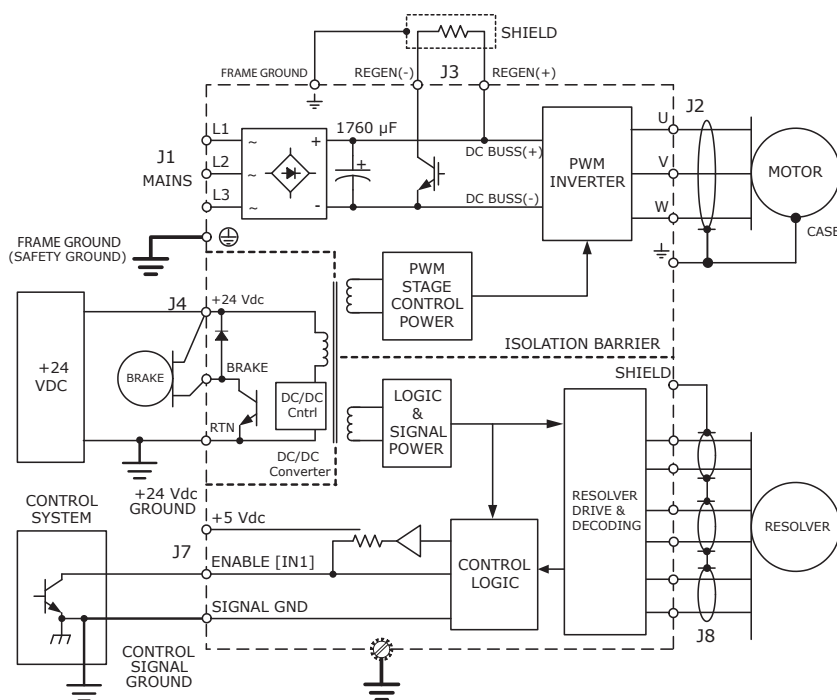 SHIELD
FRAME GROUND
REGEN(-)
J3
REGEN(+)
J1
MAINS
L1
L2
L3
~
~
~
+
-
1760 µF
+
DC BUSS(+)
DC BUSS(-)
PWM
INVERTER
U
V
W
J2
MOTOR
CASE
FRAME GROUND
(SAFETY GROUND)
PWM
STAGE
CONTROL
POWER
ISOLATION BARRIER
J4
+24 Vdc
+24
VDC
BRAKE
BRAKE
RTN
DC/DC
Cntrl
DC/DC
Converter
LOGIC
&
SIGNAL
POWER
SHIELD
RESOLVER
DRIVE &
DECODING
RESOLVER
J8
+24 Vdc
GROUND
CONTROL
SYSTEM
+5 Vdc
J7
ENABLE [IN1]
SIGNAL GND
CONTROL
LOGIC
CONTROL
SIGNAL
GROUND